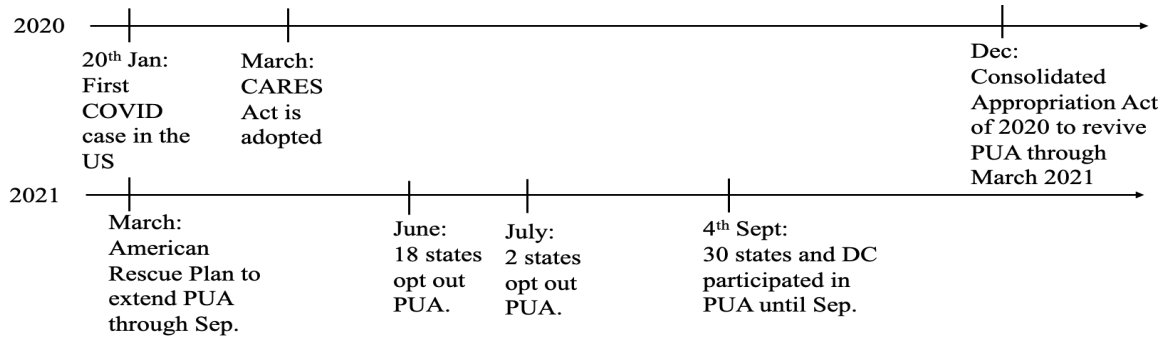 2020
20th Jan:
First
COVID
case in the
US
March:
CARES
Act is
adopted
Dec:
Consolidated
Appropriation Act
of 2020 to revive
PUA through
March 2021
2021
March:
American
Rescue Plan to
extend PUA
through Sep.
June:
18 states
opt out
PUA.
July:
2 states
opt out
PUA.
4th Sept:
30 states and DC
participated in
PUA until Sep.